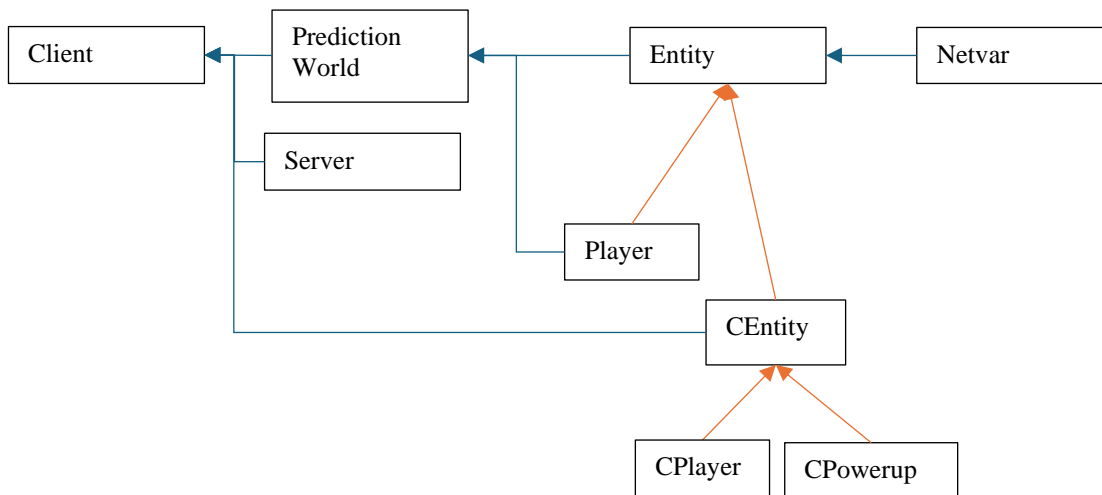 Client
Prediction
World
Entity
Netvar
Server
Player
CEntity
CPlayer
CPowerup